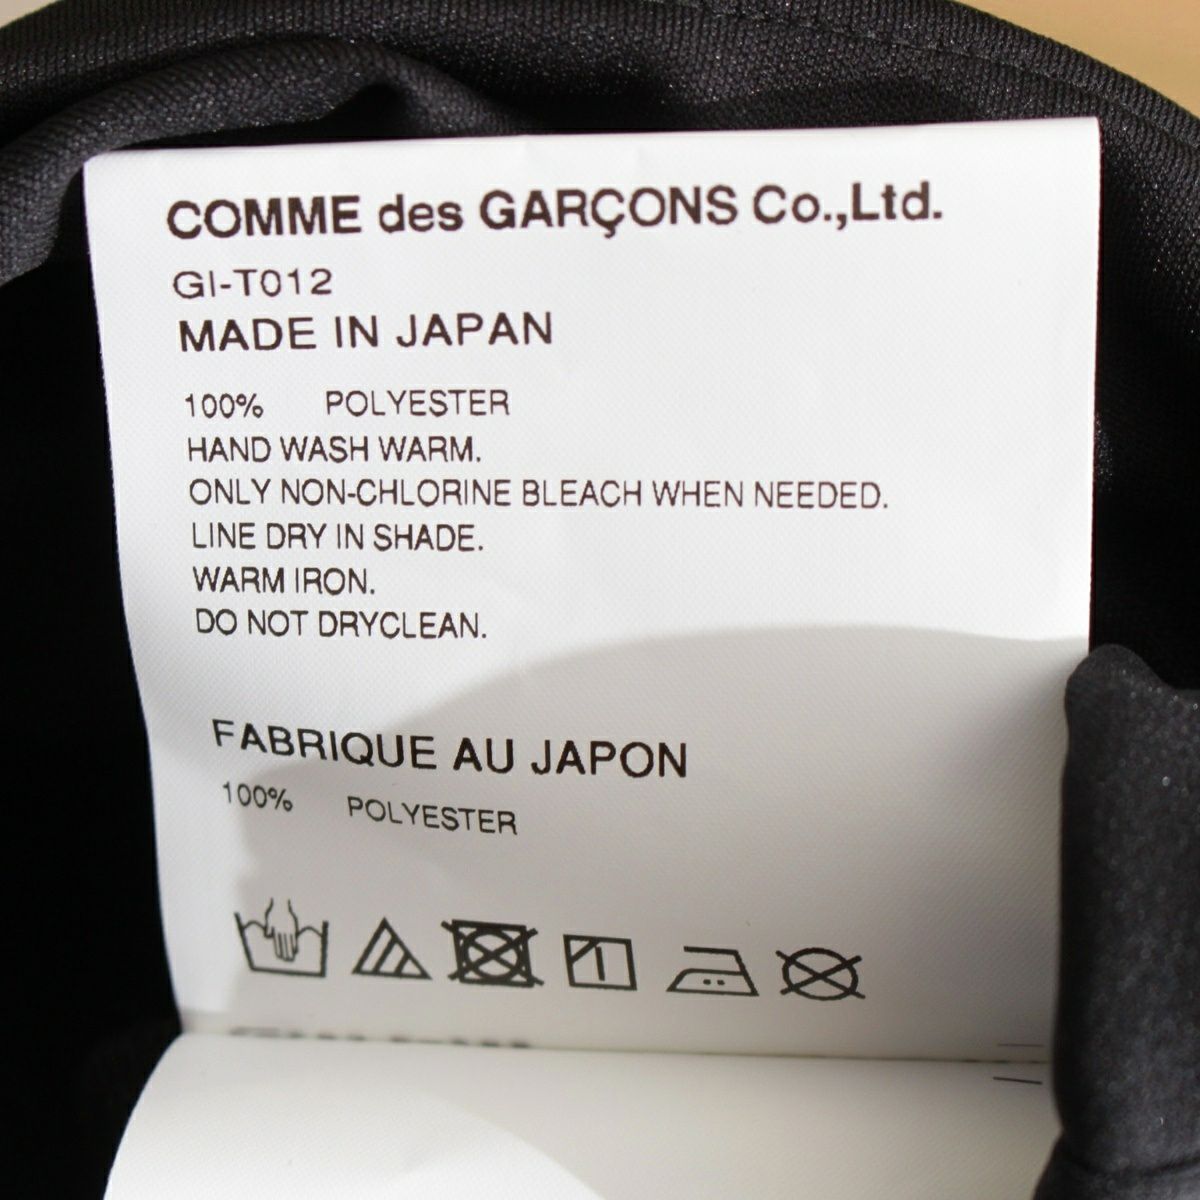 COMME des GARÇONS Co.,Ltd.
GI-T012
MADE IN JAPAN
100% POLYESTER
HAND WASH WARM.
ONLY NON-CHLORINE BLEACH WHEN NEEDED.
LINE DRY IN SHADE.
WARM IRON.
DO NOT DRYCLEAN.
FABRIQUE AU JAPON
100% POLYESTER